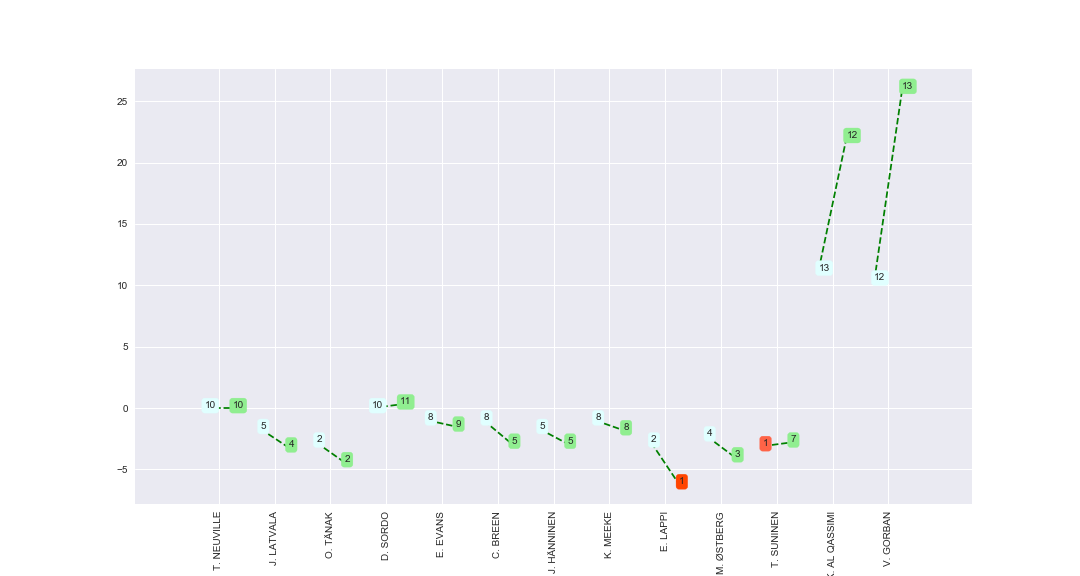 25
20
15
10
5
0
−5
10
10
5
4
2
2
10
11
8
9
8
5
5
5
8
8
2
1
4
3
1
7
13
12
12
13
T. NEUVILLE
J. LATVALA
O. TÄNAK
D. SORDO
E. EVANS
C. BREEN
J. HÄNNINEN
K. MEEKE
E. LAPPI
M. ØSTBERG
T. SUNINEN
K. AL QASSIMI
V. GORBAN